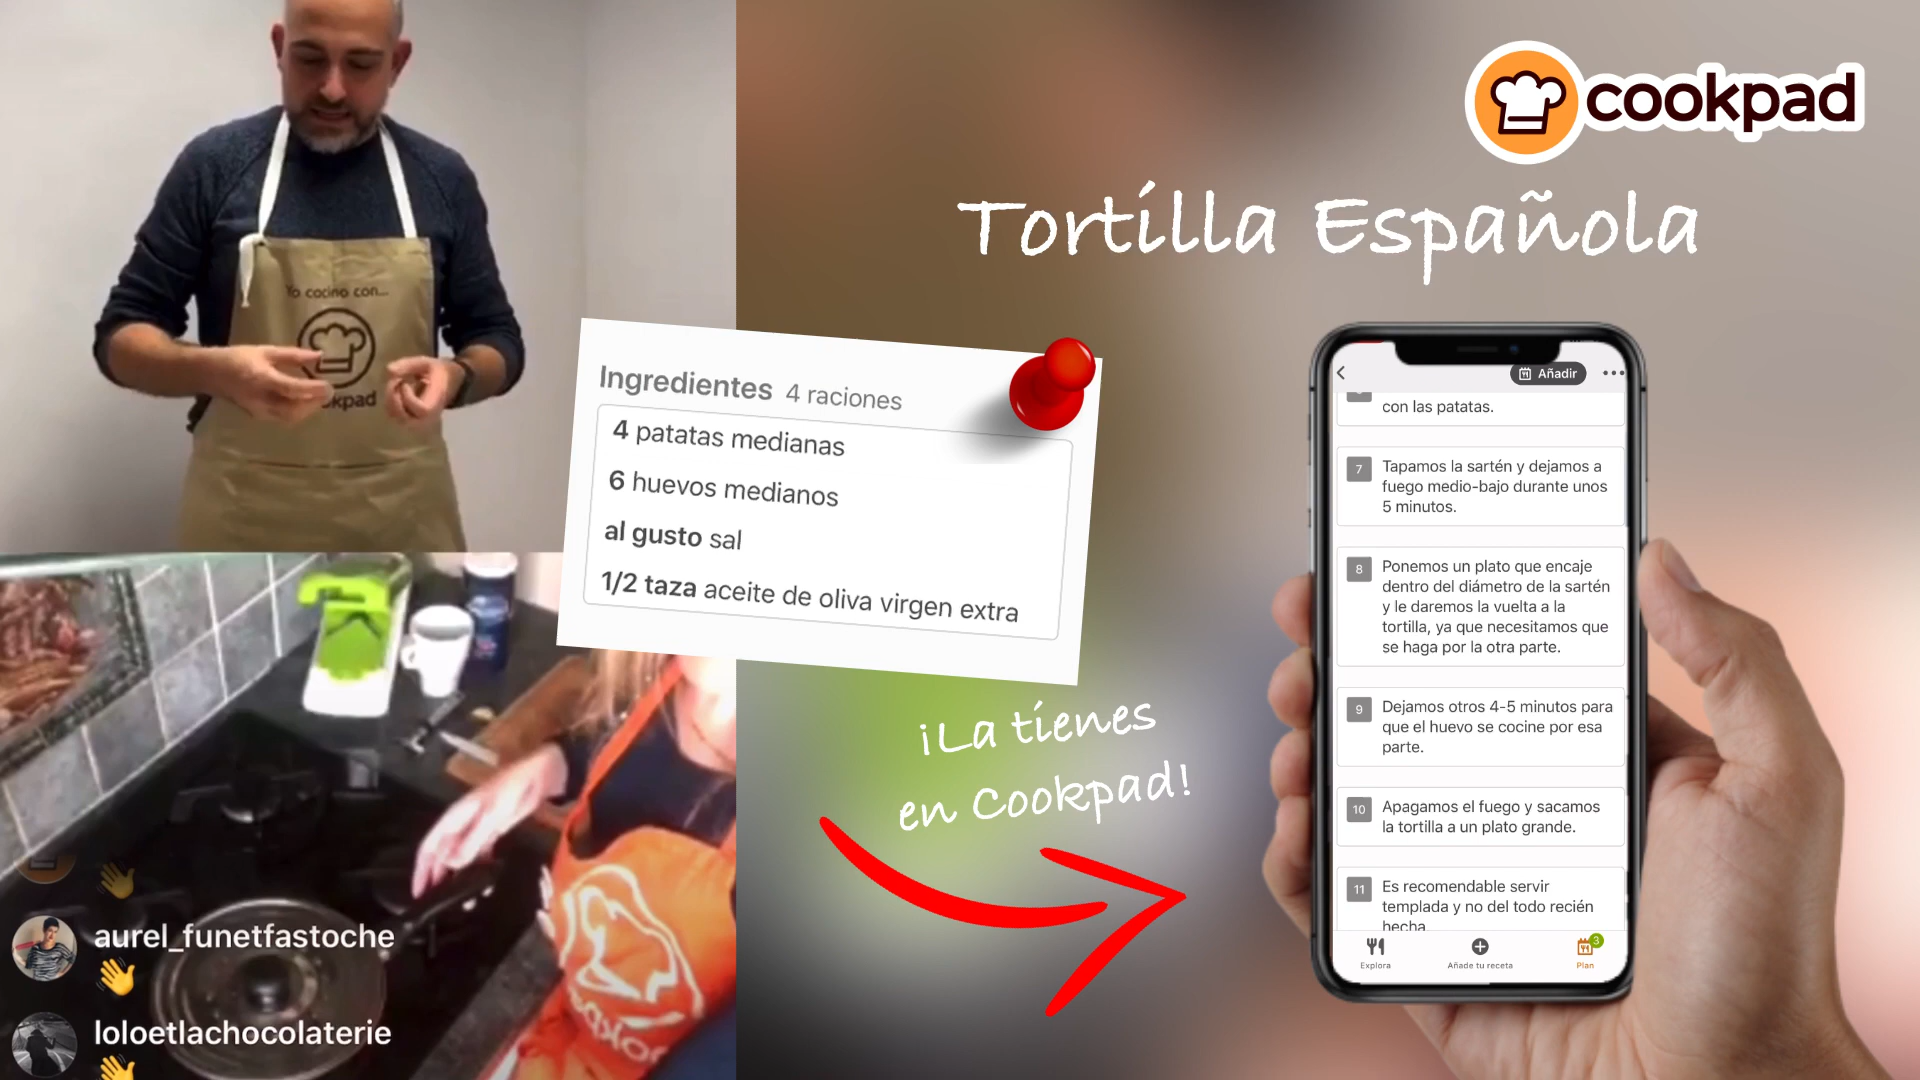 cookpad
Tortilla Española
Yo cocino con...
Ingredientes 4 raciones
4 patatas medianas
6 huevos medianos
al gusto sal
1/2 taza aceite de oliva virgen extra
¡La tienes
en Cookpad!
Añadir
con las patatas.
7 Tapamos la sartén y dejamos a
fuego medio-bajo durante unos
5 minutos.
8 Ponemos un plato que encaje
dentro del diámetro de la sartén
y le daremos la vuelta a la
tortilla, ya que necesitamos que
se haga por la otra parte.
9 Dejamos otros 4-5 minutos para
que el huevo se cocine por esa
parte.
10 Apagamos el fuego y sacamos
la tortilla a un plato grande.
11 Es recomendable servir
templada y no del todo recién
hecha
3
Explora
Añade tu receta
Plan
aurel_funetfastoche
loloetlachocolaterie